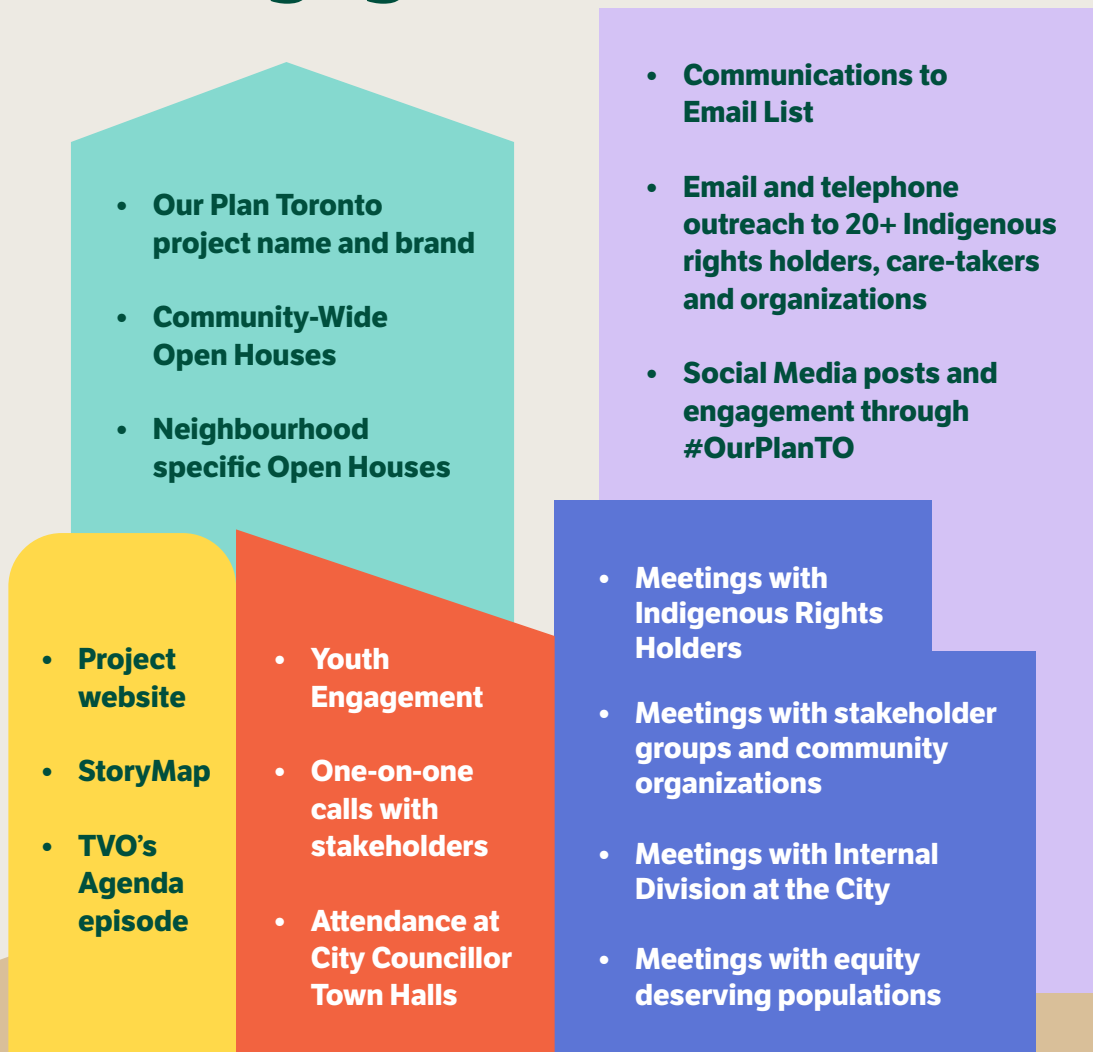 • Our Plan Toronto
project name and brand
• Community-Wide
Open Houses
• Neighbourhood
specific Open Houses
• Communications to
Email List
• Email and telephone
outreach to 20+ Indigenous
rights holders, care-takers
and organizations
• Social Media posts and
engagement through
#OurPlanTO
• Project
website
• StoryMap
• TVO’s
Agenda
episode
• Youth
Engagement
• One-on-one
calls with
stakeholders
• Attendance at
City Councillor
Town Halls
• Meetings with
Indigenous Rights
Holders
• Meetings with stakeholder
groups and community
organizations
• Meetings with Internal
Division at the City
• Meetings with equity
deserving populations